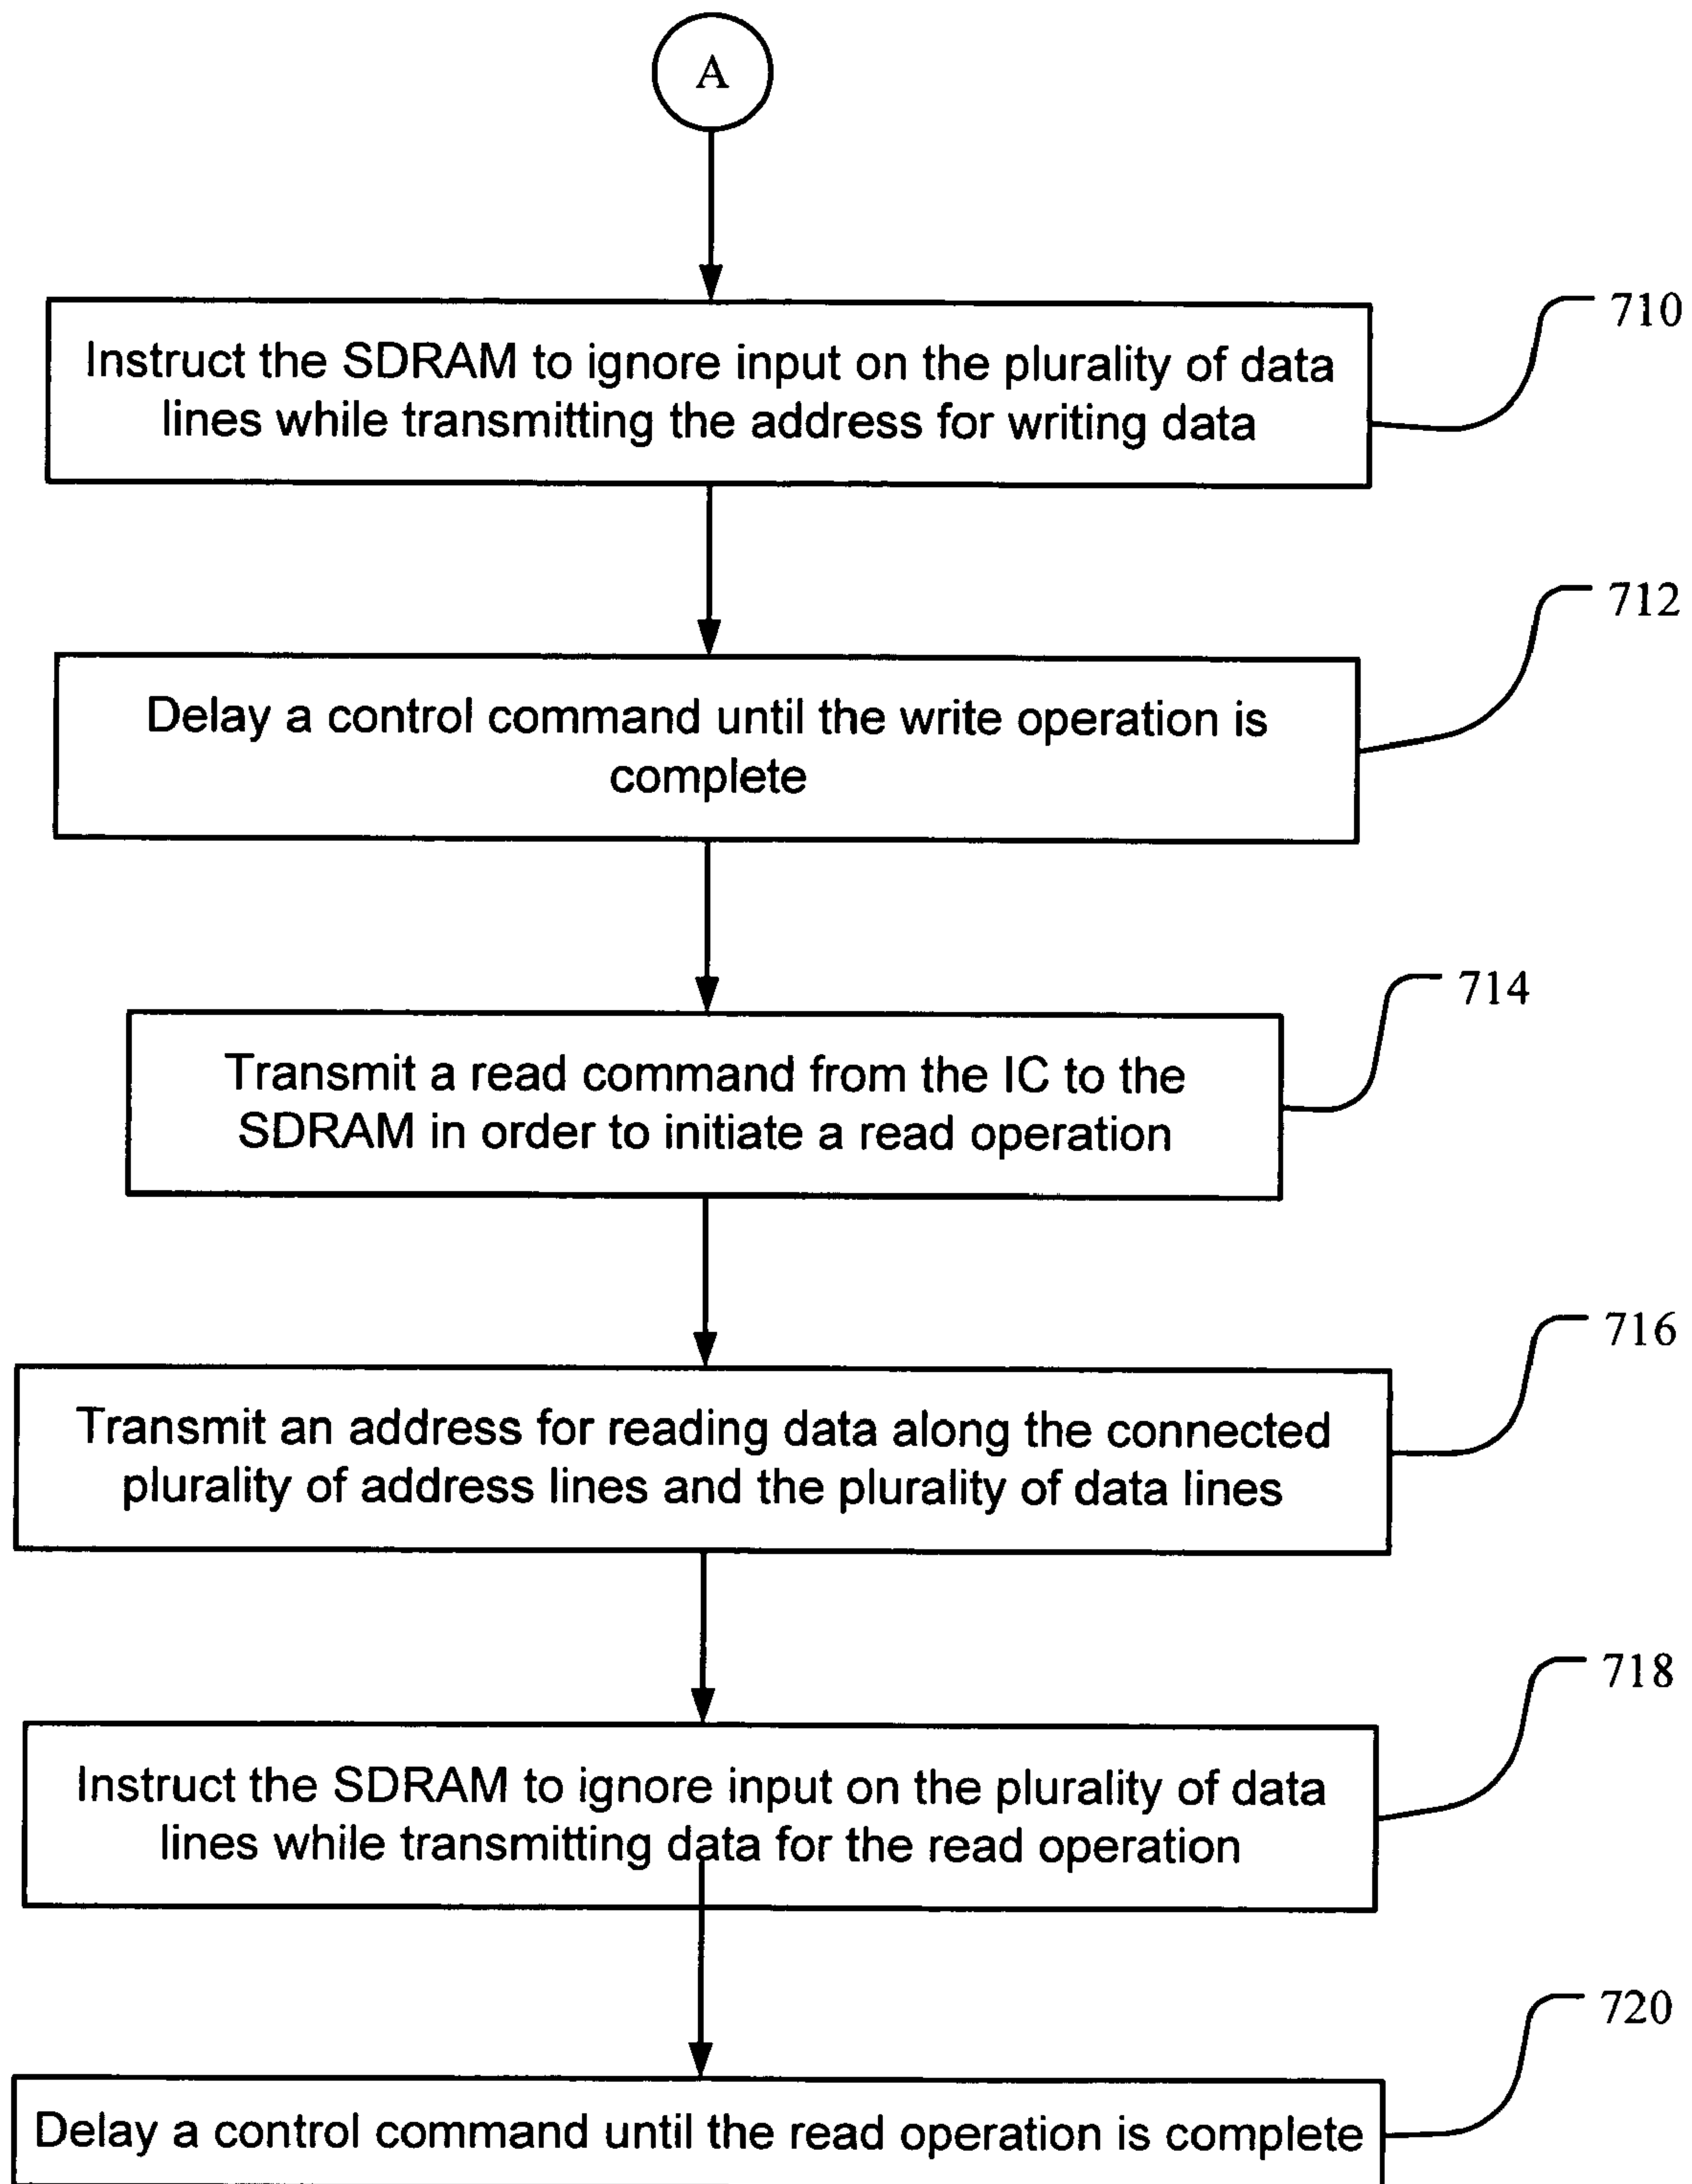 A
710
Instruct the SDRAM to ignore input on the plurality of data
lines while transmitting the address for writing data
712
Delay a control command until the write operation is
complete
714
Transmit a read command from the IC to the
SDRAM in order to initiate a read operation
716
Transmit an address for reading data along the connected
plurality of address lines and the plurality of data lines
718
Instruct the SDRAM to ignore input on the plurality of data
lines while transmitting data for the read operation
720
Delay a control command until the read operation is complete